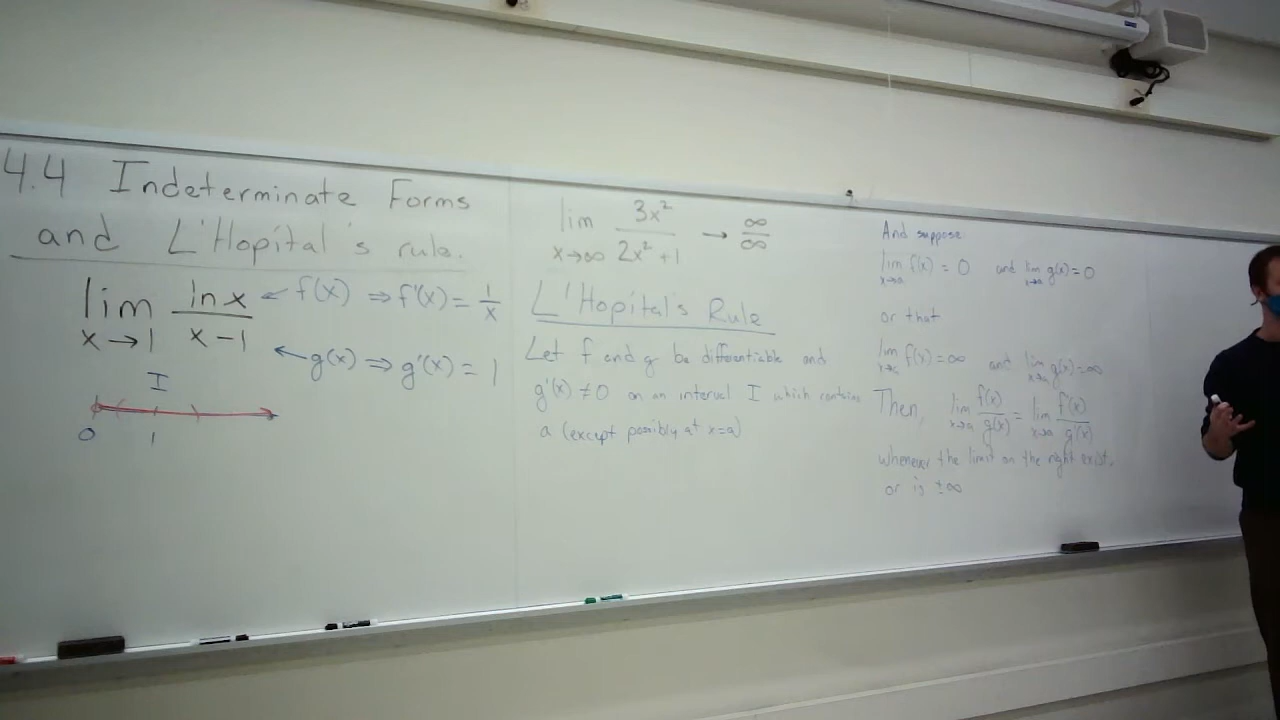 4.4 Indeterminate Forms
and L'Hopital's rule.
lim x→1 ln x / x-1
← f(x) ⇒ f'(x) = 1/x
← g(x) ⇒ g'(x) = 1
I
0 1
lim x→∞ 3x² / 2x²+1 → ∞/∞
L'Hopital's Rule
Let f and g be differentiable and
g'(x) ≠ 0 on an interval I which contains
a (except possibly at x=a)
And suppose
lim x→a f(x) = 0 and lim x→a g(x) = 0
or that
lim x→a f(x) = ∞ and lim x→a g(x) = ∞
Then, lim x→a f(x)/g(x) = lim x→a f'(x)/g'(x)
whenever the limit on the right exist,
or is ±∞